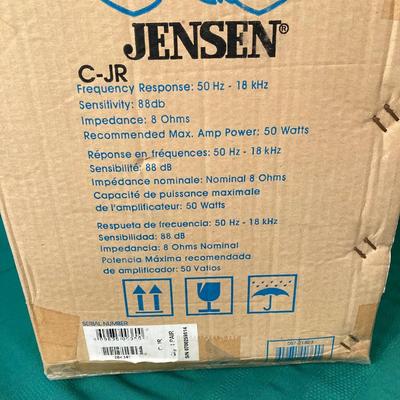 JENSEN®
C-JR
Frequency Response: 50 Hz - 18 kHz
Sensitivity: 88db
Impedance: 8 Ohms
Recommended Max. Amp Power: 50 Watts
Réponse en fréquences: 50 Hz - 18 kHz
Sensibilité: 88 dB
Impédance nominale: Nominal 8 Ohms
Capacité de puissance maximale
de l'amplificateur: 50 Watts
Respuesta de frecuencia: 50 Hz - 18 kHz
Sensibilidad: 88 dB
Impedancia: 8 Ohms Nominal
Potencia Máxima recomendada
de amplificador: 50 Vatios
SERIAL NUMBER